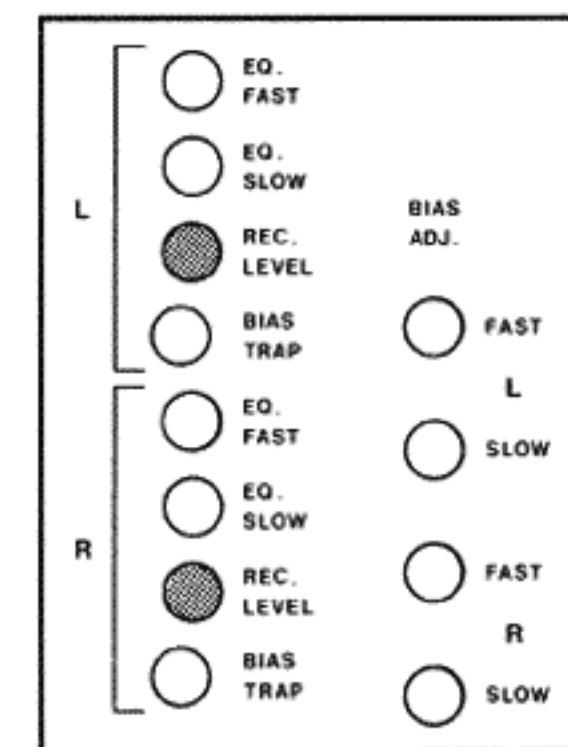 L
EQ.
FAST
EQ.
SLOW
REC.
LEVEL
BIAS
TRAP
R
EQ.
FAST
EQ.
SLOW
REC.
LEVEL
BIAS
TRAP
BIAS
ADJ.
FAST
L
SLOW
FAST
R
SLOW